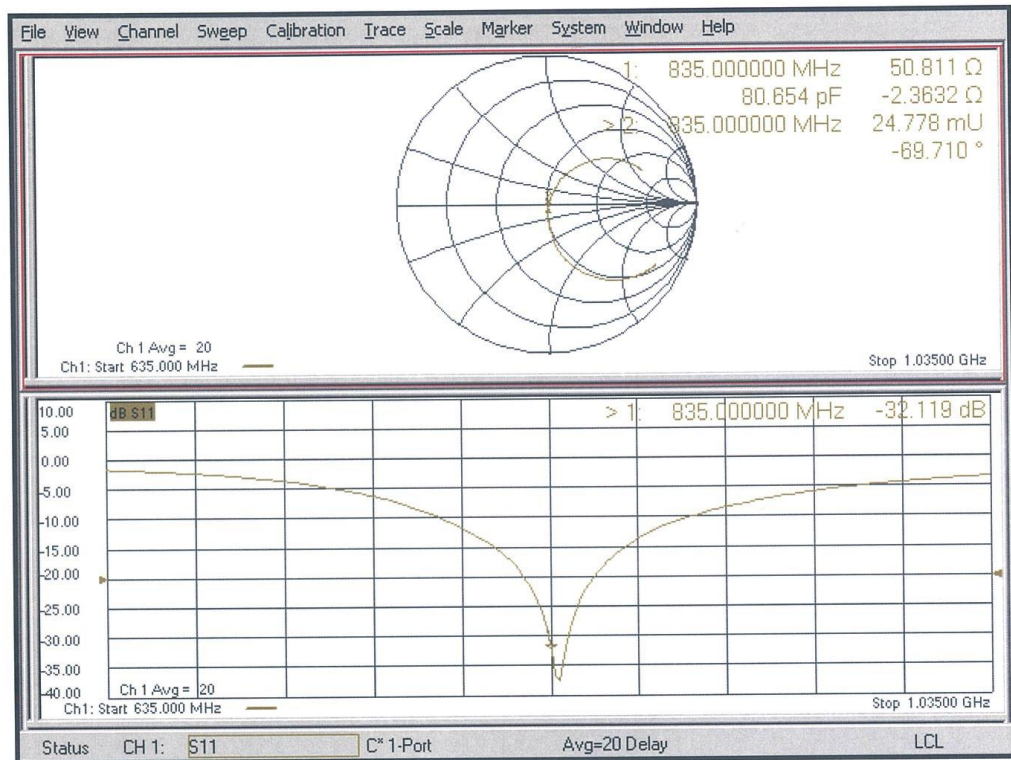 File View Channel Sweep Calibration Trace Scale Marker System Window Help
1: 835.000000 MHz 50.811 Ω
80.654 pF -2.3632 Ω
> 2: 835.000000 MHz 24.778 mU
-69.710 °
Ch 1 Avg = 20
Ch1: Start 635.000 MHz
Stop 1.03500 GHz
10.00
dB S11
> 1: 835.000000 MHz -32.119 dB
5.00
0.00
-5.00
-10.00
-15.00
-20.00
-25.00
-30.00
-35.00
-40.00
Ch 1 Avg = 20
Ch1: Start 635.000 MHz
Stop 1.03500 GHz
Status CH 1: S11 C* 1-Port Avg=20 Delay LCL